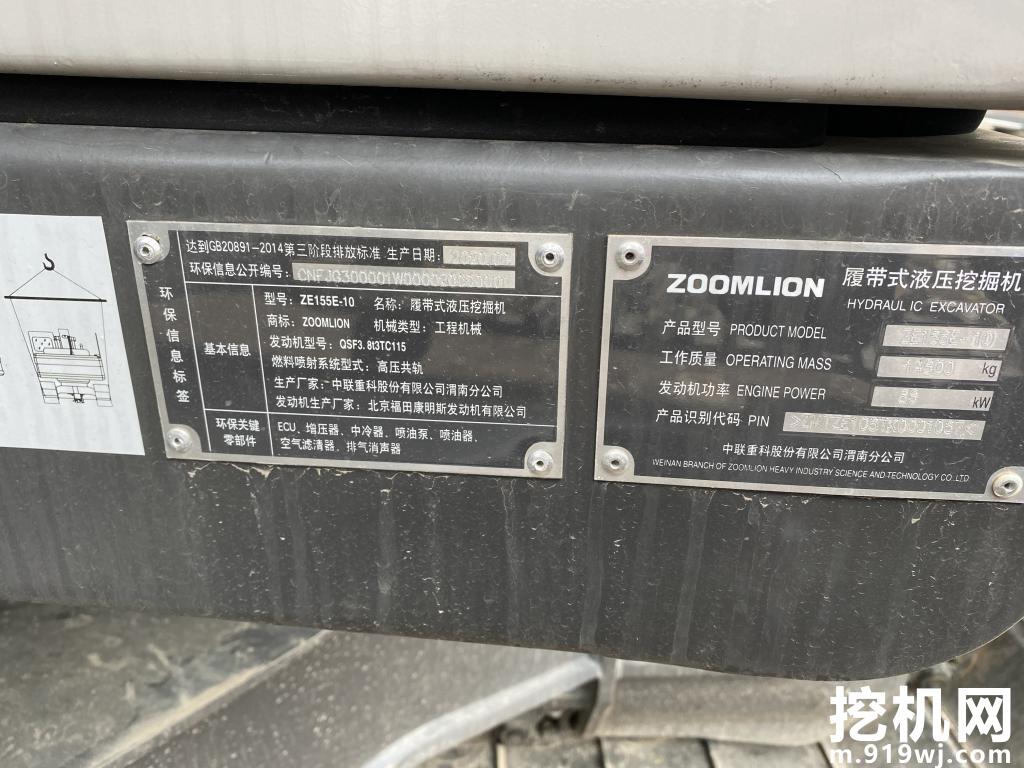 达到GB20891-2014第三阶段排放标准 生产日期:
环保信息公开编号:
环保信息标签
基本信息
型号: ZE155E-10 名称: 履带式液压挖掘机
商标: ZOOMLION 机械类型: 工程机械
发动机型号: QSF3.8t3TC115
燃料喷射系统型式: 高压共轨
生产厂家: 中联重科股份有限公司渭南分公司
发动机生产厂家: 北京福田康明斯发动机有限公司
环保关键零部件
ECU、增压器、中冷器、喷油泵、喷油器、
空气滤清器、排气消声器
ZOOMLION 履带式液压挖掘机
HYDRAULIC EXCAVATOR
产品型号 PRODUCT MODEL ZE155E-10
工作质量 OPERATING MASS kg
发动机功率 ENGINE POWER kW
产品识别代码 PIN
中联重科股份有限公司渭南分公司
WEINAN BRANCH OF ZOOMLION HEAVY INDUSTRY SCIENCE AND TECHNOLOGY CO.,LTD
挖机网
m.919wj.com